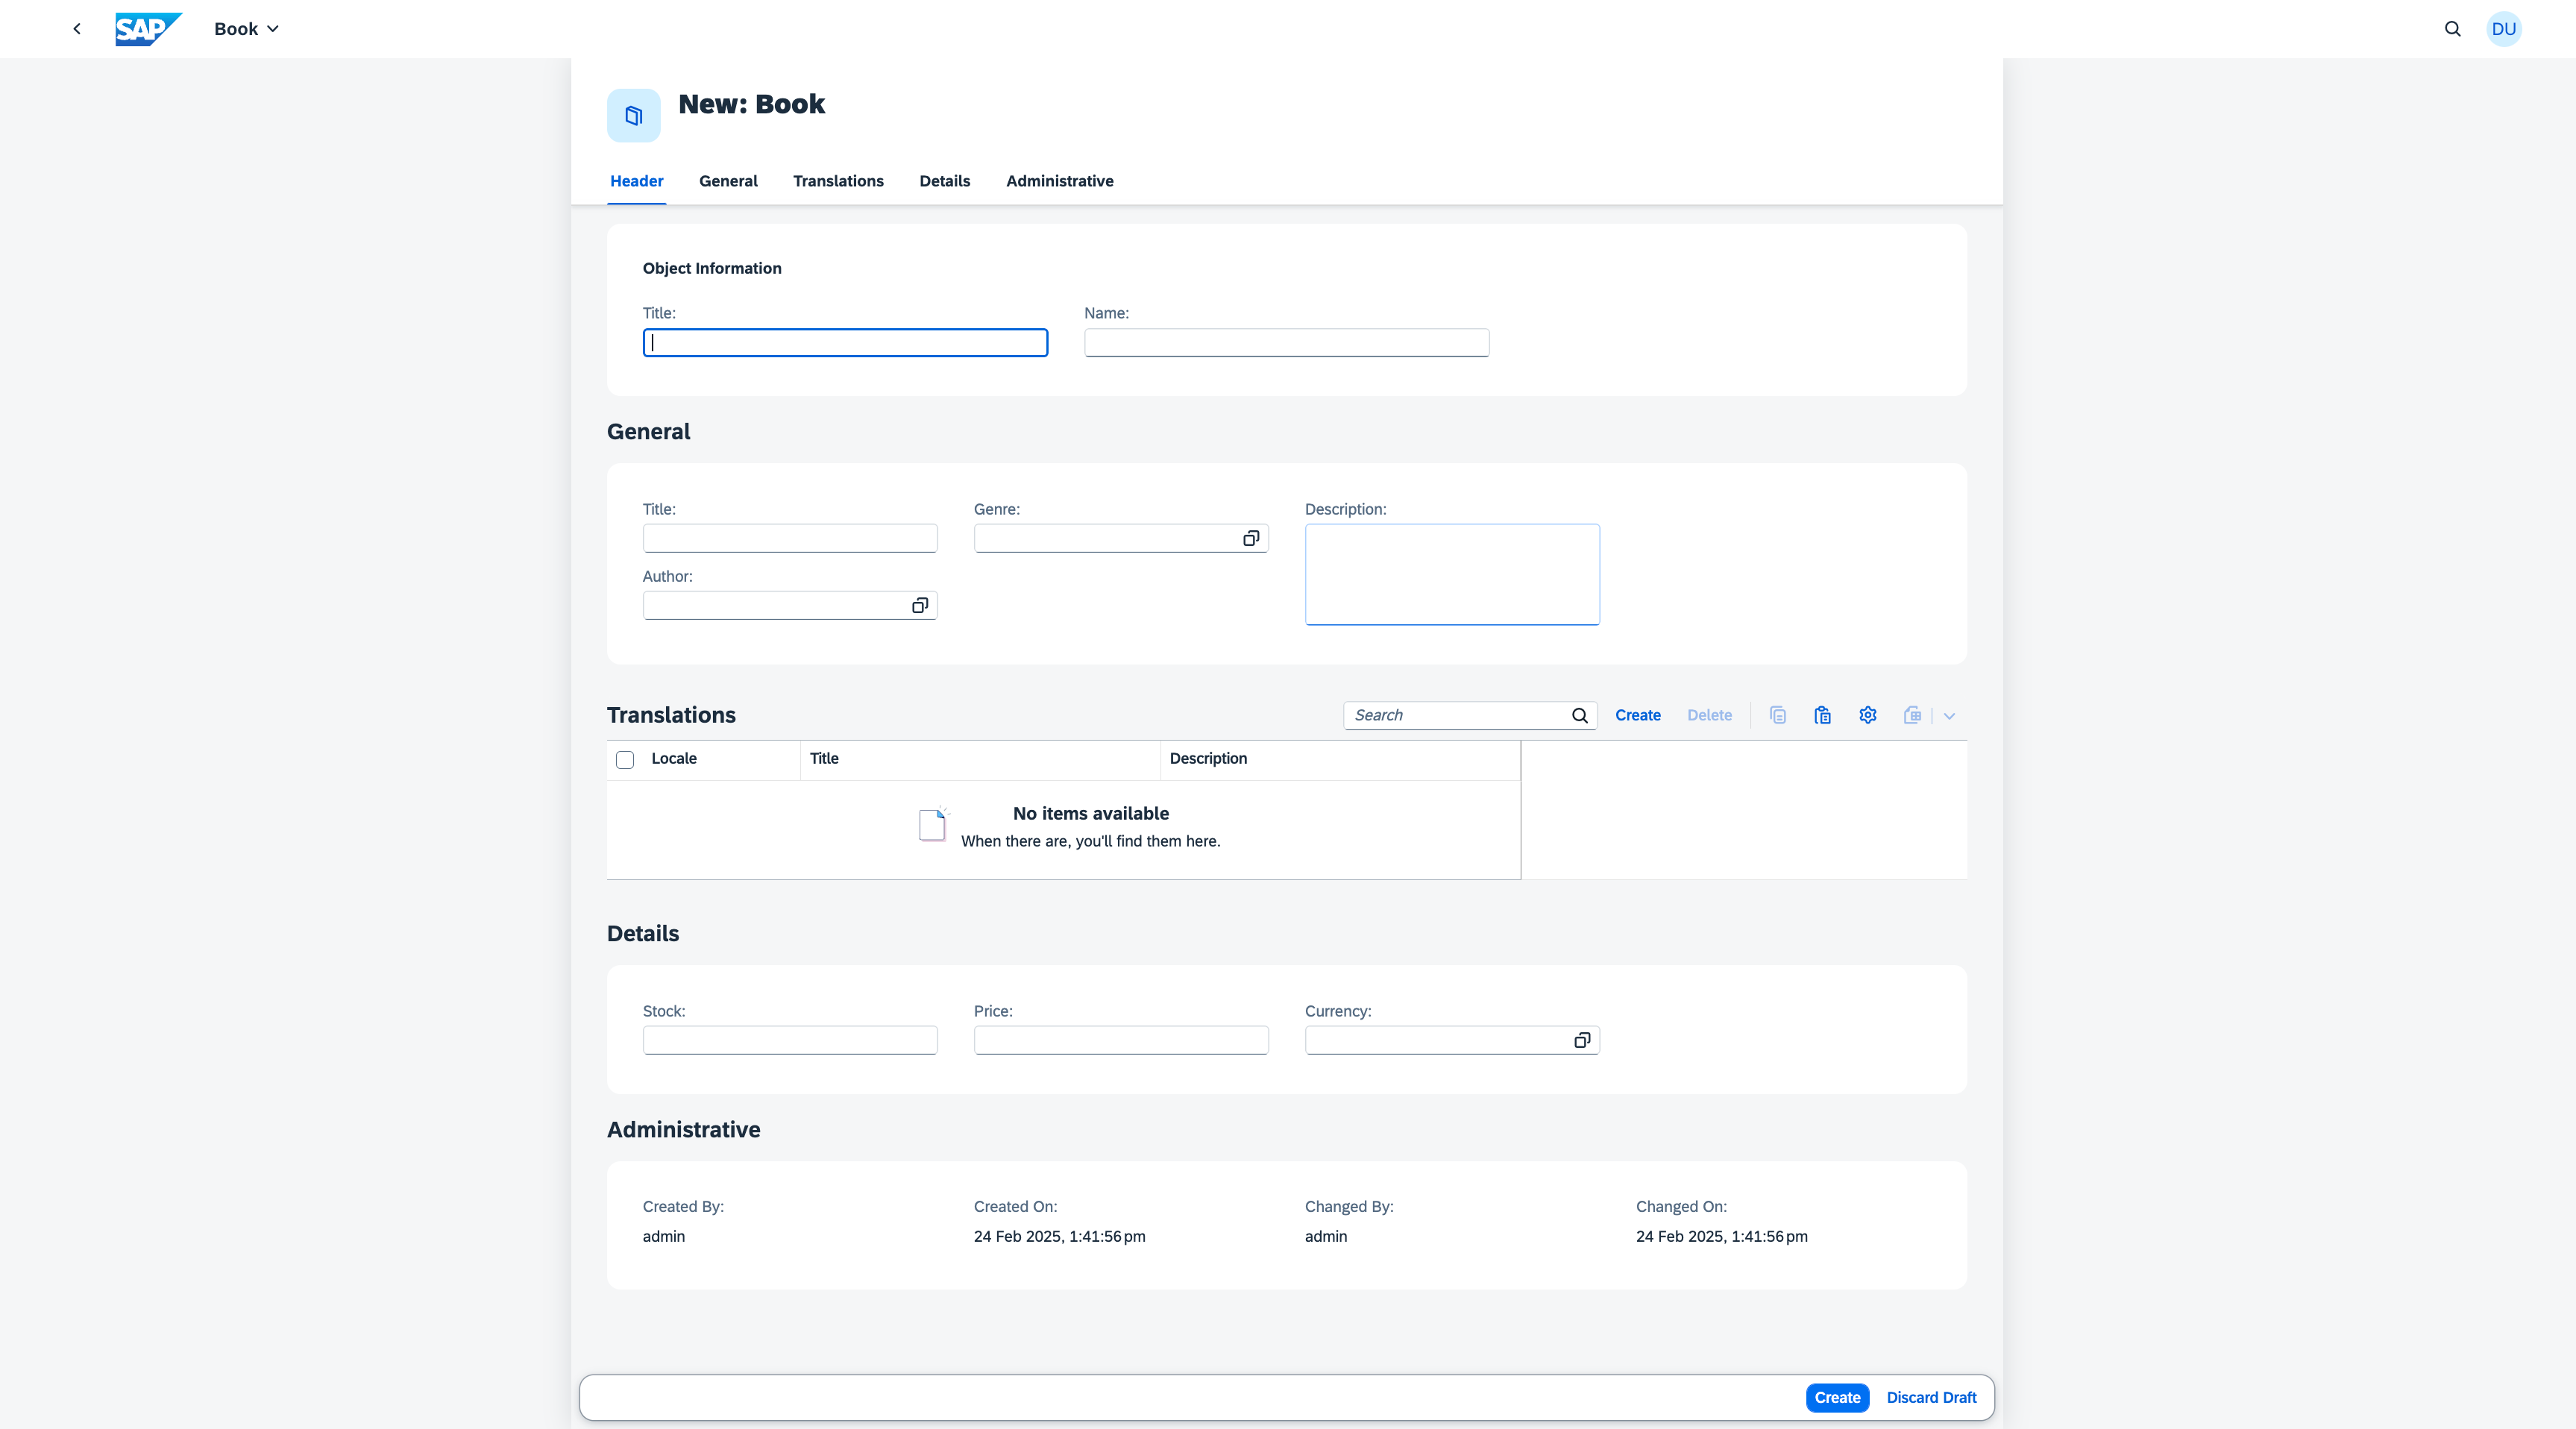 SAP
Book
DU
New: Book
Header
General
Translations
Details
Administrative
Object Information
Title:
Name:
General
Title:
Genre:
Description:
Author:
Translations
Search
Create
Delete
Locale
Title
Description
No items available
When there are, you'll find them here.
Details
Stock:
Price:
Currency:
Administrative
Created By:
admin
Created On:
24 Feb 2025, 1:41:56 pm
Changed By:
admin
Changed On:
24 Feb 2025, 1:41:56 pm
Create
Discard Draft